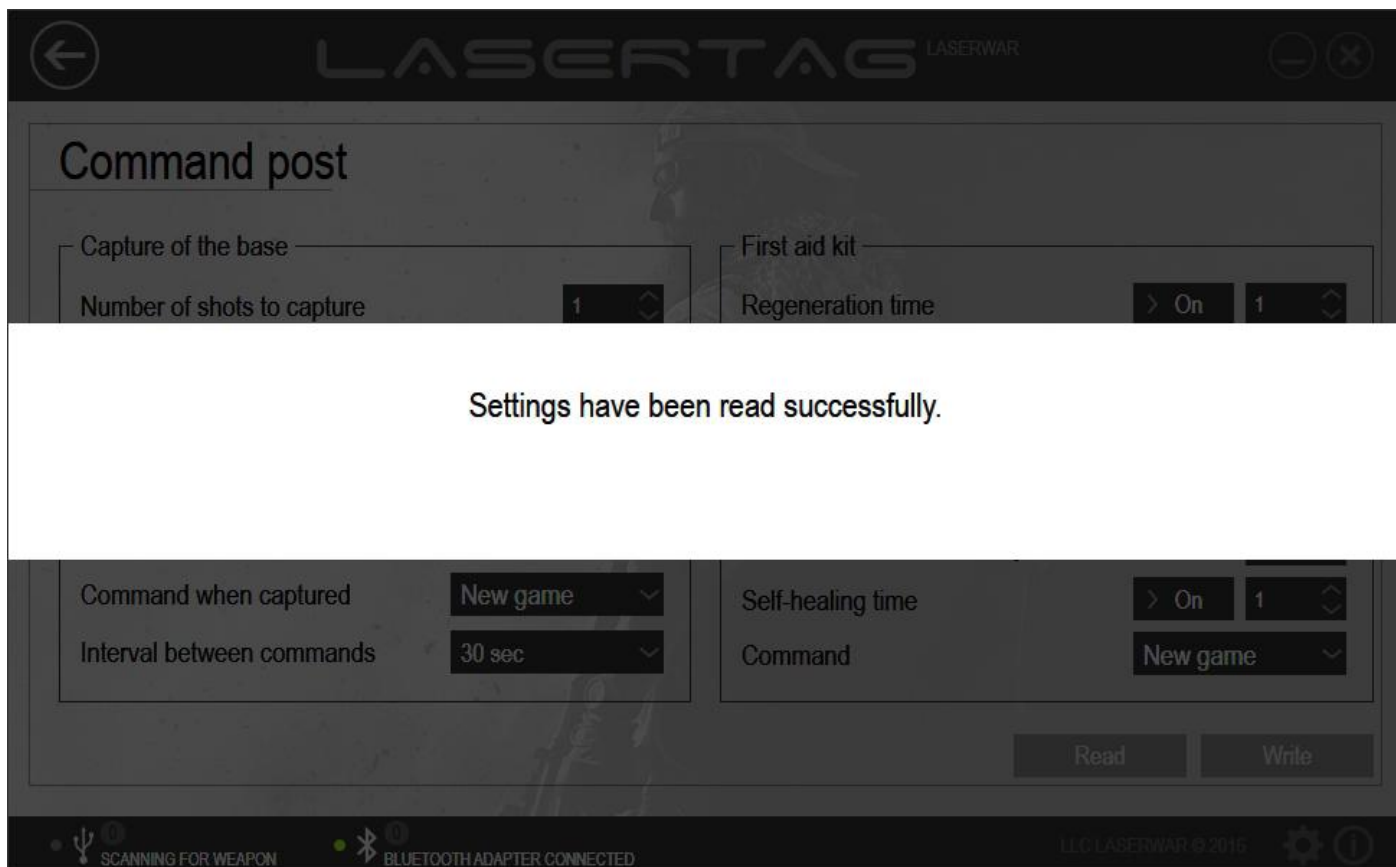 LASERTAG LASERWAR
Command post
Capture of the base
Number of shots to capture 1
First aid kit
Regeneration time > On 1
Settings have been read successfully.
Command when captured New game
Interval between commands 30 sec
Self-healing time > On 1
Command New game
Read Write
0 SCANNING FOR WEAPON
0 BLUETOOTH ADAPTER CONNECTED
LLC LASERWAR © 2015